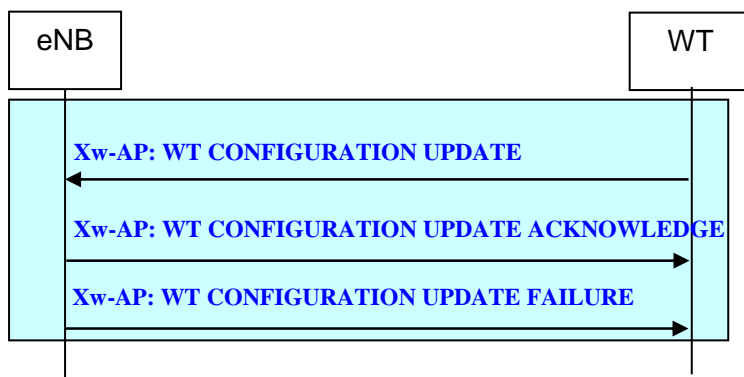 eNB
WT
Xw-AP: WT CONFIGURATION UPDATE
Xw-AP: WT CONFIGURATION UPDATE ACKNOWLEDGE
Xw-AP: WT CONFIGURATION UPDATE FAILURE